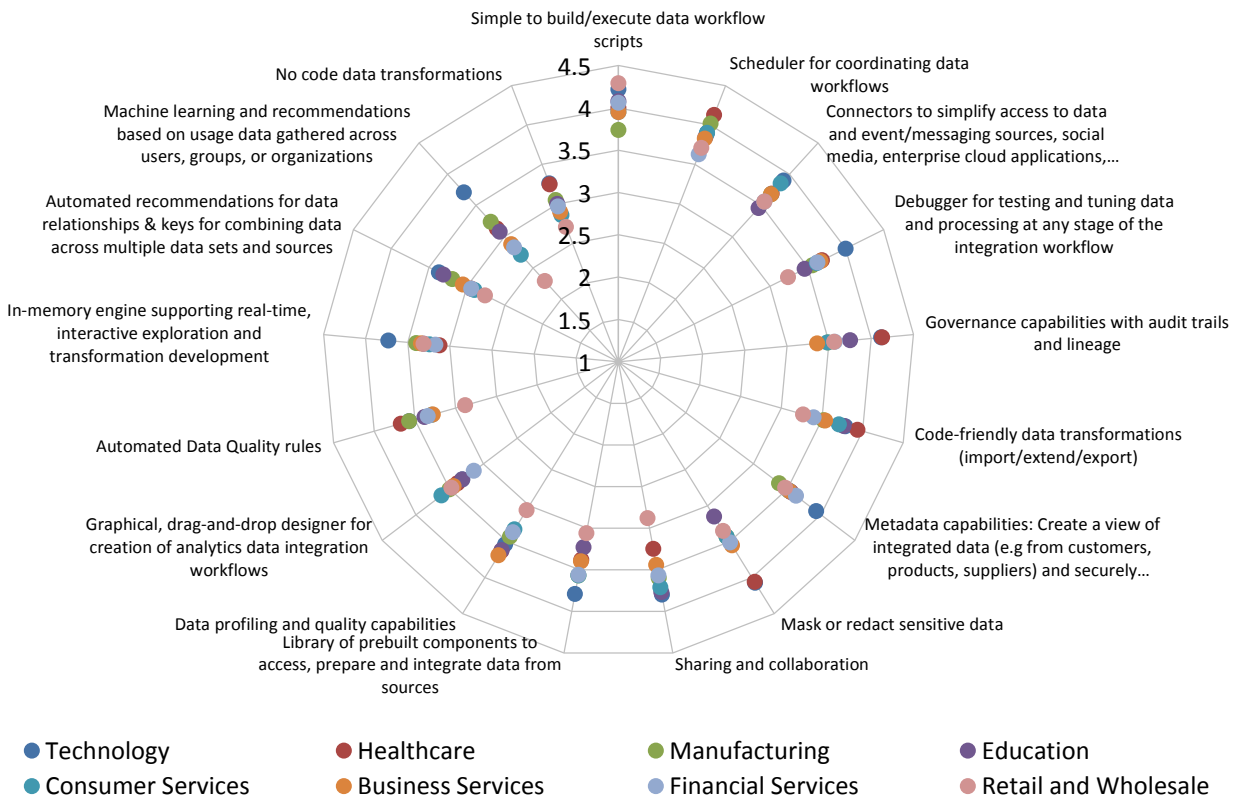 Simple to build/execute data workflow
scripts
Scheduler for coordinating data
workflows
Connectors to simplify access to data
and event/messaging sources, social
media, enterprise cloud applications,…
Debugger for testing and tuning data
and processing at any stage of the
integration workflow
Governance capabilities with audit trails
and lineage
Code-friendly data transformations
(import/extend/export)
Metadata capabilities: Create a view of
integrated data (e.g from customers,
products, suppliers) and securely…
Mask or redact sensitive data
Sharing and collaboration
Library of prebuilt components to
access, prepare and integrate data from
sources
Data profiling and quality capabilities
Graphical, drag-and-drop designer for
creation of analytics data integration
workflows
Automated Data Quality rules
In-memory engine supporting real-time,
interactive exploration and
transformation development
Automated recommendations for data
relationships & keys for combining data
across multiple data sets and sources
Machine learning and recommendations
based on usage data gathered across
users, groups, or organizations
No code data transformations
4.5
4
3.5
3
2.5
2
1.5
1
Technology
Healthcare
Manufacturing
Education
Consumer Services
Business Services
Financial Services
Retail and Wholesale